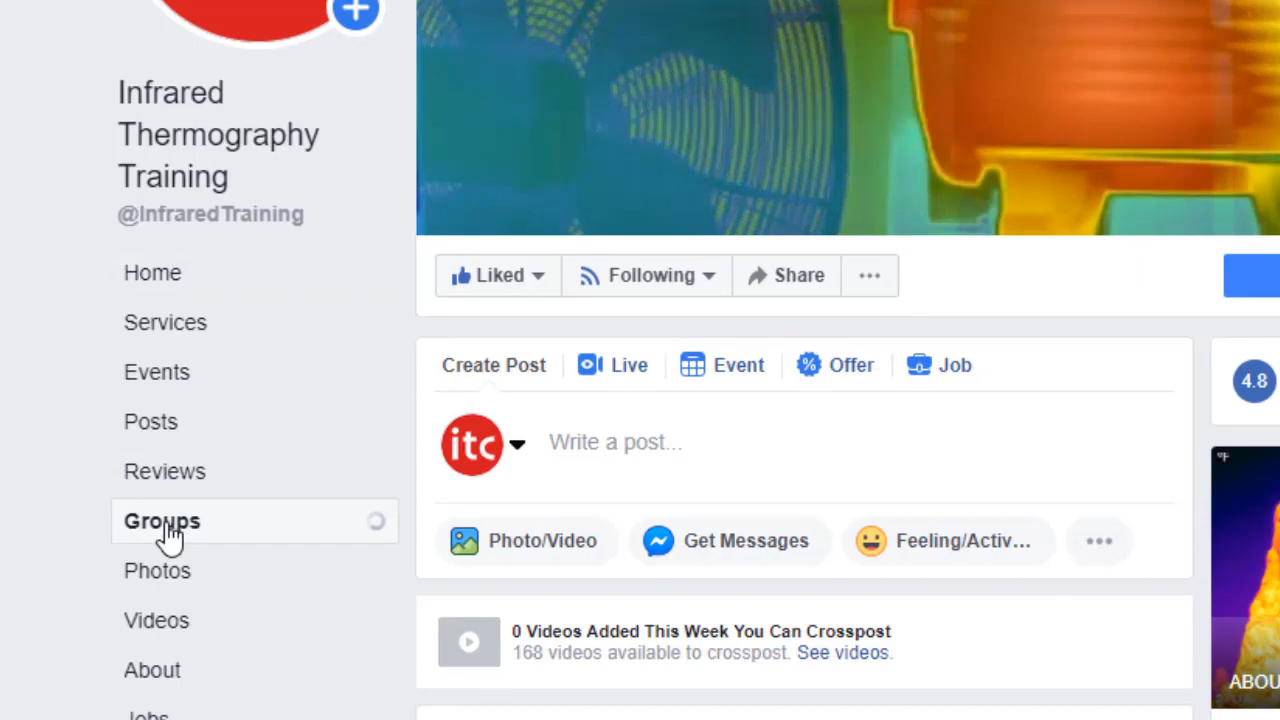 Infrared
Thermography
Training
@InfraredTraining
Home
Services
Events
Posts
Reviews
Groups
Photos
Videos
About
Jobs
Liked
Following
Share
Create Post
Live
Event
Offer
Job
itc
Write a post...
Photo/Video
Get Messages
Feeling/Activ...
0 Videos Added This Week You Can Crosspost
168 videos available to crosspost. See videos.
4.8
°F
ABOU